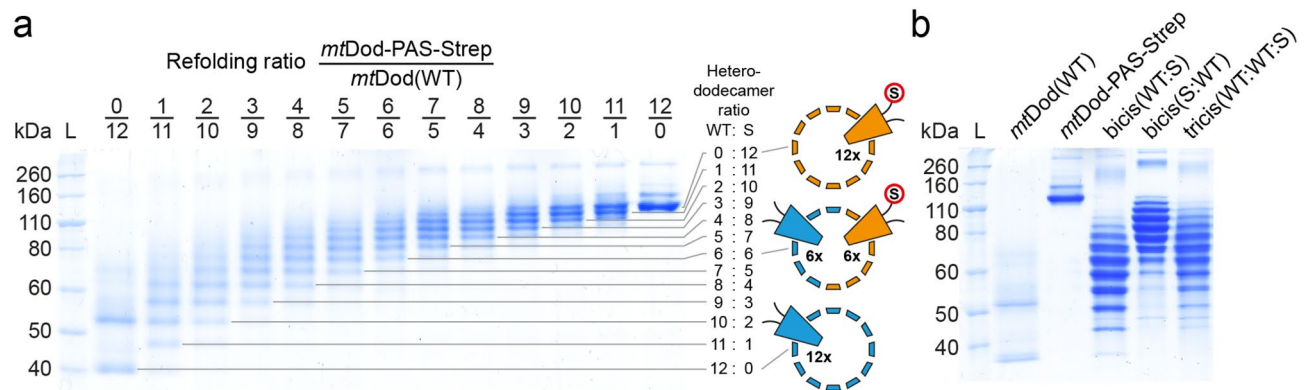 a
Refolding ratio mtDod-PAS-Strep
mtDod(WT)
0 1 2 3 4 5 6 7 8 9 10 11 12
kDa L 12 11 10 9 8 7 6 5 4 3 2 1 0
260
160
110
80
60
50
40
Hetero-
dodecamer
ratio
WT: S
0 : 12
1 : 11
2 : 10
3 : 9
4 : 8
5 : 7
6 : 6
7 : 5
8 : 4
9 : 3
10 : 2
11 : 1
12 : 0
S
12x
S
6x 6x
12x
b
kDa L mtDod(WT) mtDod-PAS-Strep bicis(WT:S) bicis(S:WT) tricis(WT:WT:S)
260
160
110
80
60
50
40